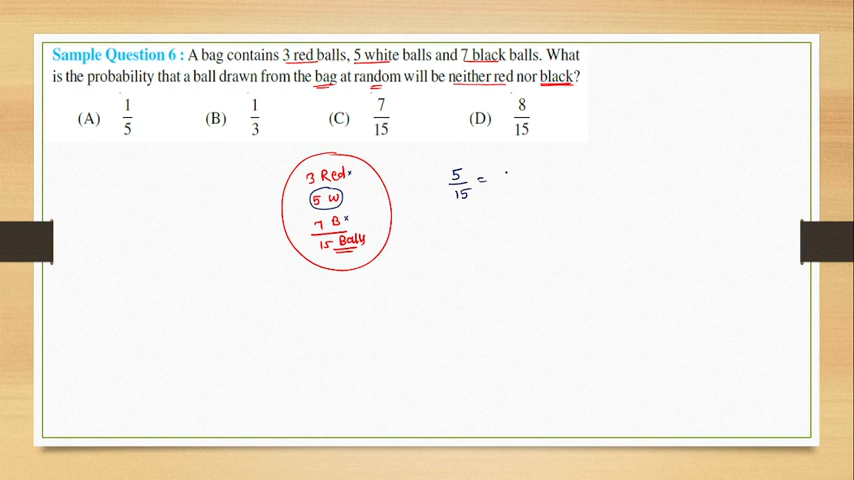 Sample Question 6 : A bag contains 3 red balls, 5 white balls and 7 black balls. What
is the probability that a ball drawn from the bag at random will be neither red nor black?
(A) 1/5 (B) 1/3 (C) 7/15 (D) 8/15
3 Red×
5 W
7 B×
15 Balls
5/15 =